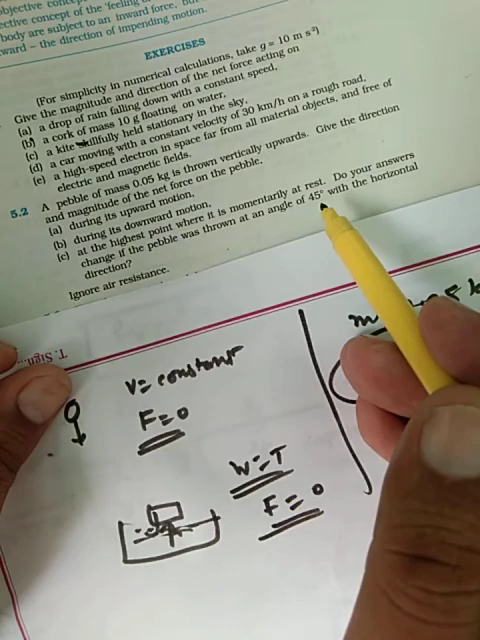 objective concept
ective concept of the 'feeling
body are subject to an inward force, but
ward – the direction of impending motion.
EXERCISES
(For simplicity in numerical calculations, take g = 10 m s²)
Give the magnitude and direction of the net force acting on
(a) a drop of rain falling down with a constant speed,
(b) a cork of mass 10 g floating on water,
(c) a kite skillfully held stationary in the sky,
(d) a car moving with a constant velocity of 30 km/h on a rough road,
(e) a high-speed electron in space far from all material objects, and free of
electric and magnetic fields.
5.2 A pebble of mass 0.05 kg is thrown vertically upwards. Give the direction
and magnitude of the net force on the pebble,
(a) during its upward motion,
(b) during its downward motion,
(c) at the highest point where it is momentarily at rest. Do your answers
change if the pebble was thrown at an angle of 45° with the horizontal
direction?
Ignore air resistance.
T. Sign...
V = constant
F = 0
W = T
F = 0
m